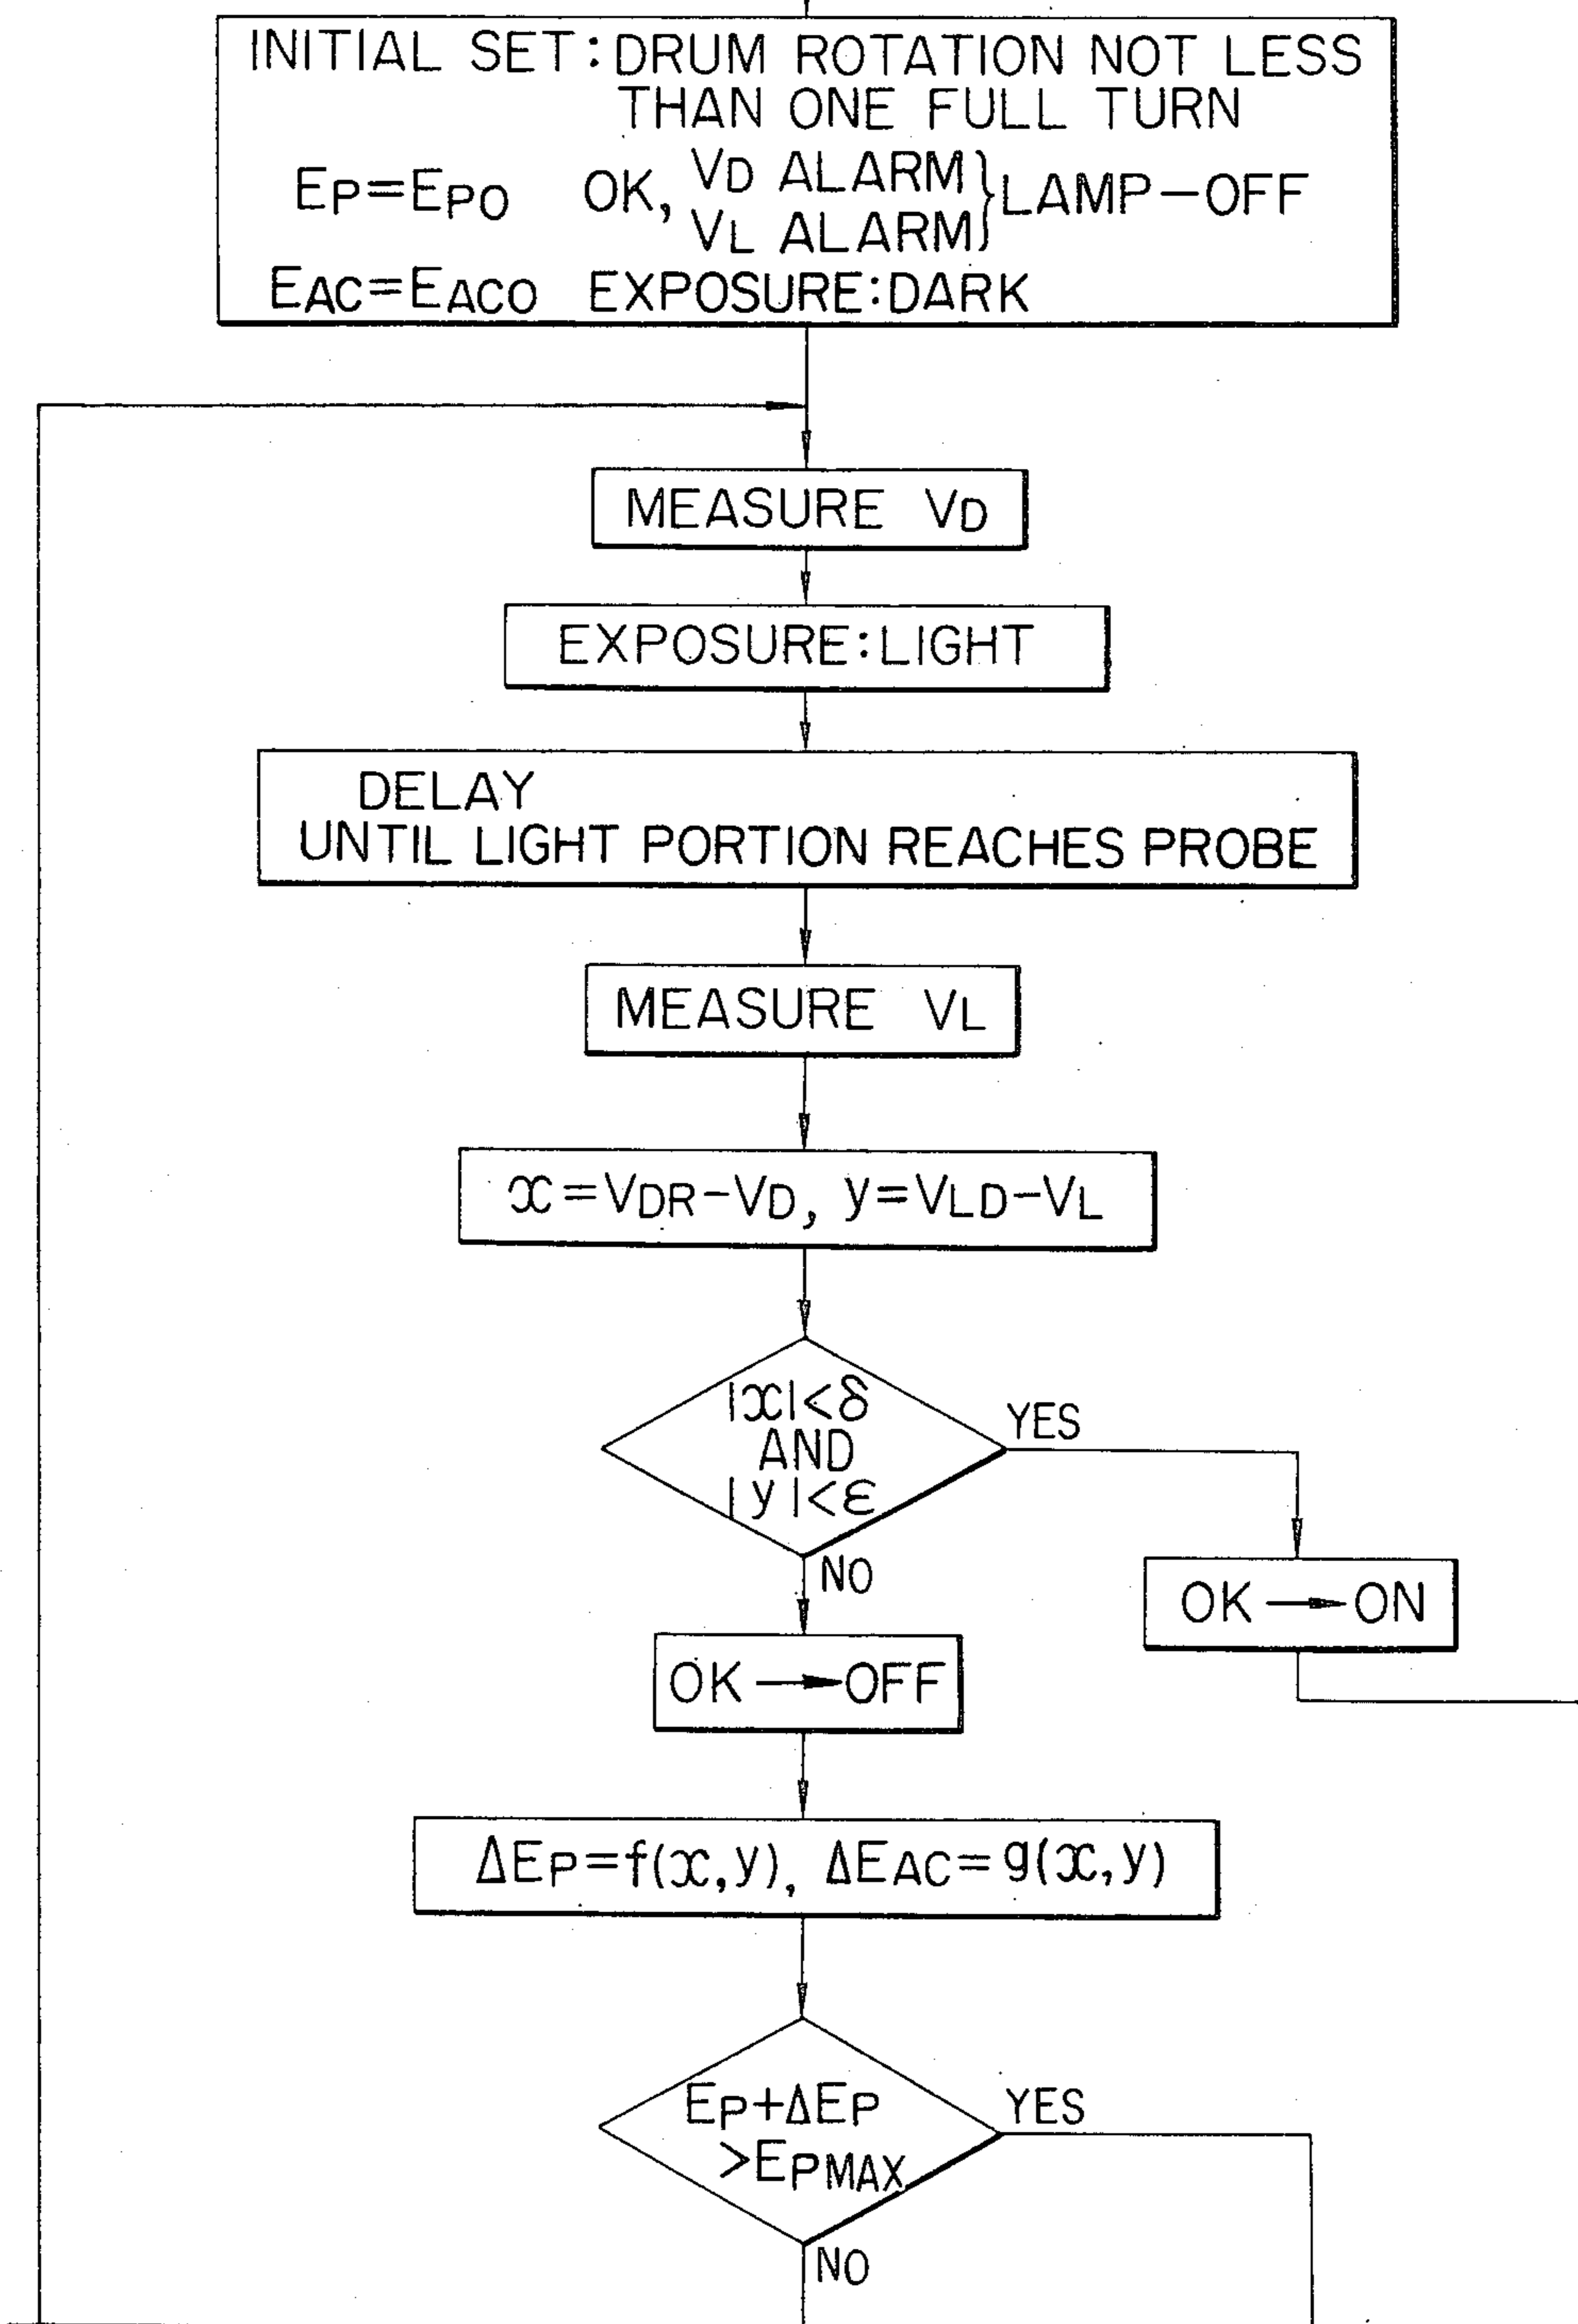 INITIAL SET: DRUM ROTATION NOT LESS
THAN ONE FULL TURN
EP=EPO OK, VD ALARM } LAMP-OFF
VL ALARM
EAC=EACO EXPOSURE: DARK
MEASURE VD
EXPOSURE: LIGHT
DELAY
UNTIL LIGHT PORTION REACHES PROBE
MEASURE VL
x=VDR-VD, y=VLD-VL
|x|<δ
AND
|y|<ε
YES
NO
OK→ON
OK→OFF
ΔEP=f(x,y), ΔEAC=g(x,y)
EP+ΔEP
>EPMAX
YES
NO